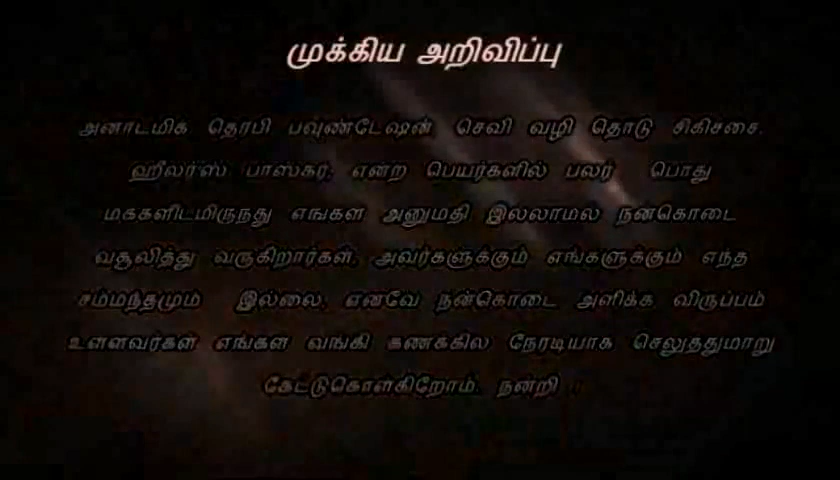 முக்கிய அறிவிப்பு
அனாடமிக் தெரபி பவுண்டேஷன் செவி வழி தொடு சிகிச்சை,
ஹீலர்ஸ் பாஸ்கர், என்ற பெயர்களில் பலர் பொது
மக்களிடமிருந்து எங்கள் அனுமதி இல்லாமல் நன்கொடை
வசூலித்து வருகிறார்கள். அவர்களுக்கும் எங்களுக்கும் எந்த
சம்மந்தமும் இல்லை, எனவே நன்கொடை அளிக்க விருப்பம்
உள்ளவர்கள் எங்கள் வங்கி கணக்கில் நேரடியாக செலுத்துமாறு
கேட்டுகொள்கிறோம். நன்றி !!